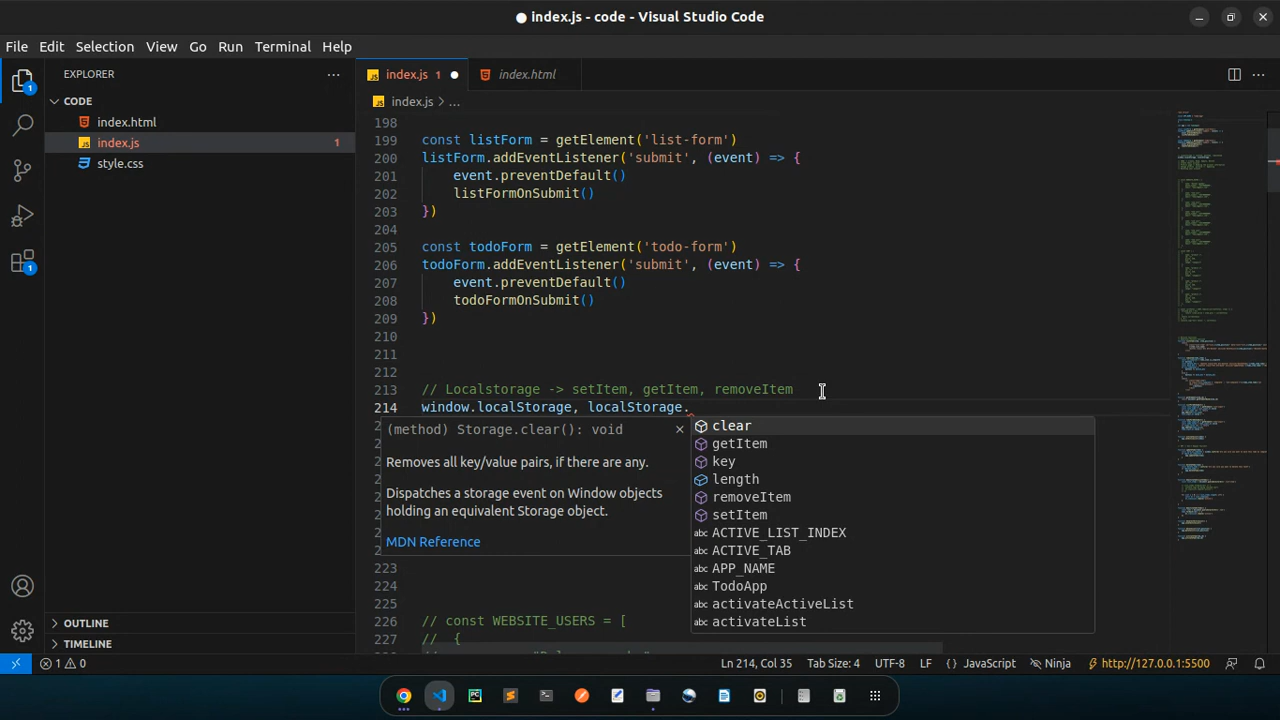 index.js - code - Visual Studio Code
File Edit Selection View Go Run Terminal Help
EXPLORER
index.js 1
index.html
CODE
index.js > ...
index.html
index.js 1
style.css
198
199 const listForm = getElement('list-form')
200 listForm.addEventListener('submit', (event) => {
201 event.preventDefault()
202 listFormOnSubmit()
203 })
204
205 const todoForm = getElement('todo-form')
206 todoForm.addEventListener('submit', (event) => {
207 event.preventDefault()
208 todoFormOnSubmit()
209 })
210
211
212
213 // Localstorage -> setItem, getItem, removeItem
214 window.localStorage, localStorage.
(method) Storage.clear(): void
Removes all key/value pairs, if there are any.
Dispatches a storage event on Window objects
holding an equivalent Storage object.
MDN Reference
clear
getItem
key
length
removeItem
setItem
ACTIVE_LIST_INDEX
ACTIVE_TAB
APP_NAME
TodoApp
activateActiveList
activateList
223
224
225
226 // const WEBSITE_USERS = [
227 // {
OUTLINE
TIMELINE
1 0
Ln 214, Col 35 Tab Size: 4 UTF-8 LF {} JavaScript Ninja http://127.0.0.1:5500